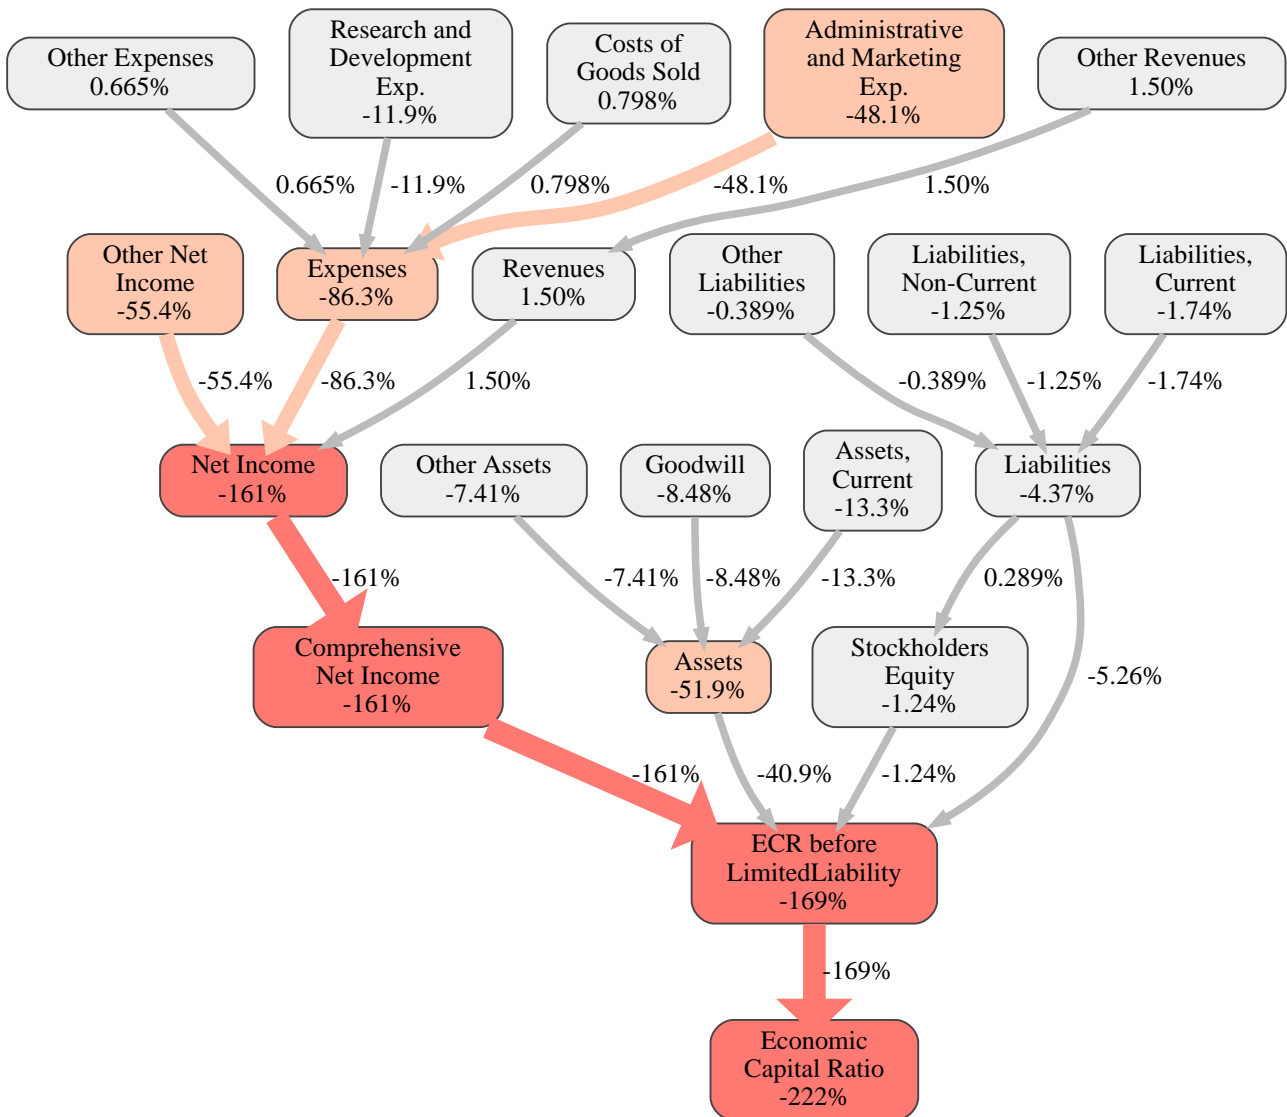 Other Expenses
0.665%
Research and
Development
Exp.
-11.9%
Costs of
Goods Sold
0.798%
Administrative
and Marketing
Exp.
-48.1%
Other Revenues
1.50%
0.665%
-11.9%
0.798%
-48.1%
1.50%
Other Net
Income
-55.4%
Expenses
-86.3%
Revenues
1.50%
Other
Liabilities
-0.389%
Liabilities,
Non-Current
-1.25%
Liabilities,
Current
-1.74%
-55.4%
-86.3%
1.50%
-0.389%
-1.25%
-1.74%
Net Income
-161%
Other Assets
-7.41%
Goodwill
-8.48%
Assets,
Current
-13.3%
Liabilities
-4.37%
-161%
-7.41%
-8.48%
-13.3%
0.289%
Comprehensive
Net Income
-161%
Assets
-51.9%
Stockholders
Equity
-1.24%
-5.26%
-161%
-40.9%
-1.24%
ECR before
LimitedLiability
-169%
-169%
Economic
Capital Ratio
-222%